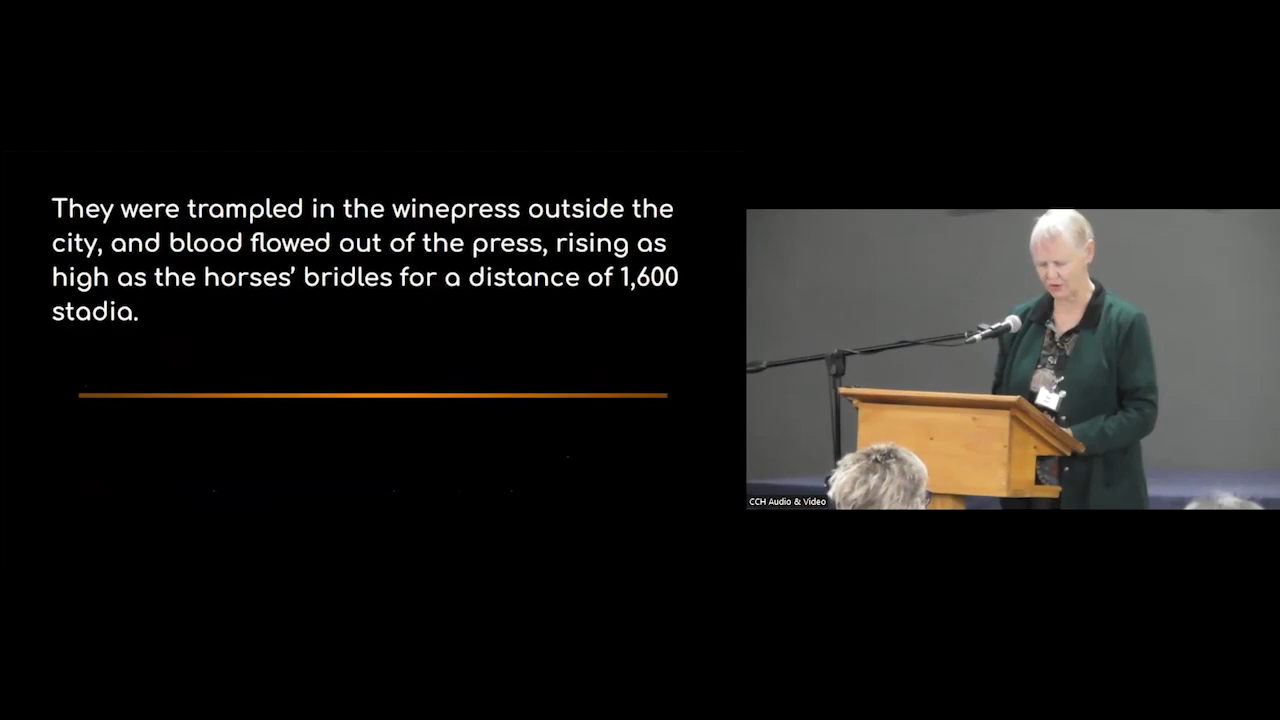 They were trampled in the winepress outside the
city, and blood flowed out of the press, rising as
high as the horses’ bridles for a distance of 1,600
stadia.
CCH Audio & Video